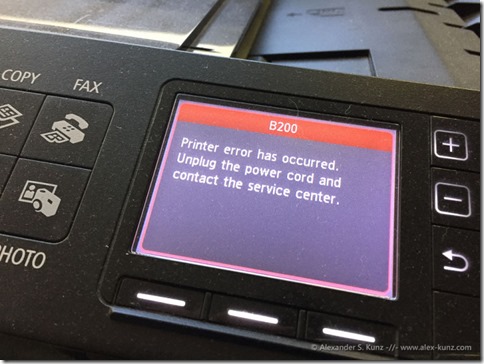 COPY
FAX
B200
Printer error has occurred.
Unplug the power cord and
contact the service center.
PHOTO
© Alexander S. Kunz -//- www.alex-kunz.com